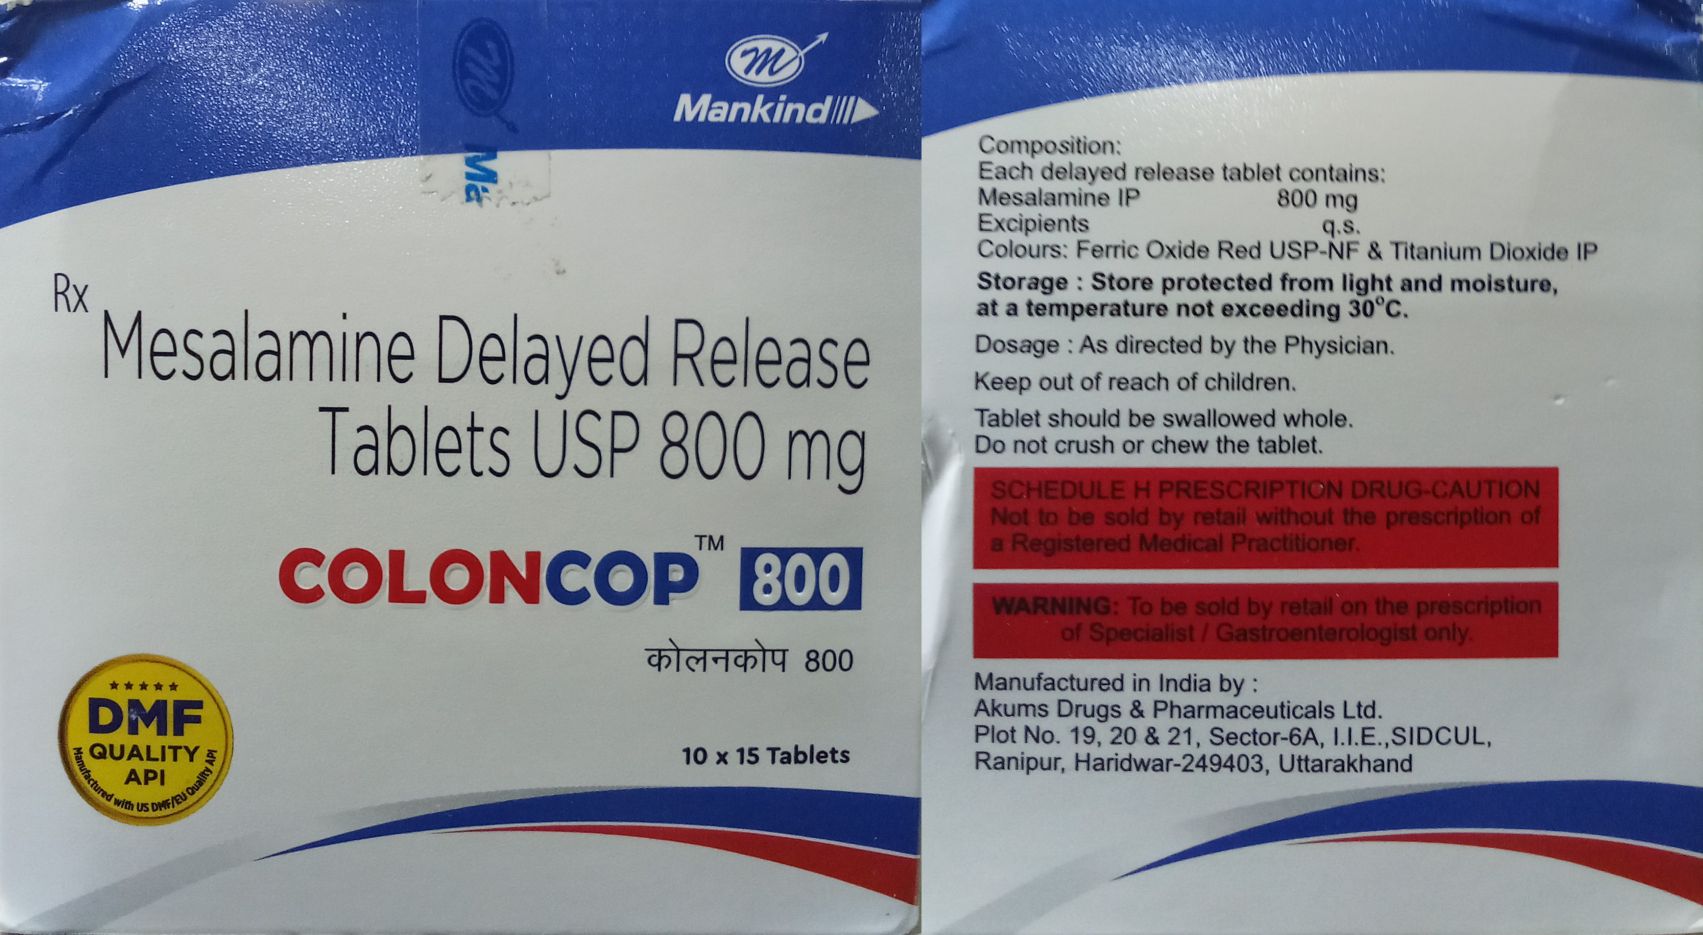 Mankind
Ma
Rx
Mesalamine Delayed Release
Tablets USP 800 mg
COLONCOP™ 800
कोलनकोप 800
★★★★★
DMF
QUALITY
API
Manufactured with US DMF/EU Quality API
10 x 15 Tablets
Composition:
Each delayed release tablet contains:
Mesalamine IP 800 mg
Excipients q.s.
Colours: Ferric Oxide Red USP-NF & Titanium Dioxide IP
Storage : Store protected from light and moisture,
at a temperature not exceeding 30°C.
Dosage : As directed by the Physician.
Keep out of reach of children.
Tablet should be swallowed whole.
Do not crush or chew the tablet.
SCHEDULE H PRESCRIPTION DRUG-CAUTION
Not to be sold by retail without the prescription of
a Registered Medical Practitioner.
WARNING: To be sold by retail on the prescription
of Specialist / Gastroenterologist only.
Manufactured in India by :
Akums Drugs & Pharmaceuticals Ltd.
Plot No. 19, 20 & 21, Sector-6A, I.I.E.,SIDCUL,
Ranipur, Haridwar-249403, Uttarakhand